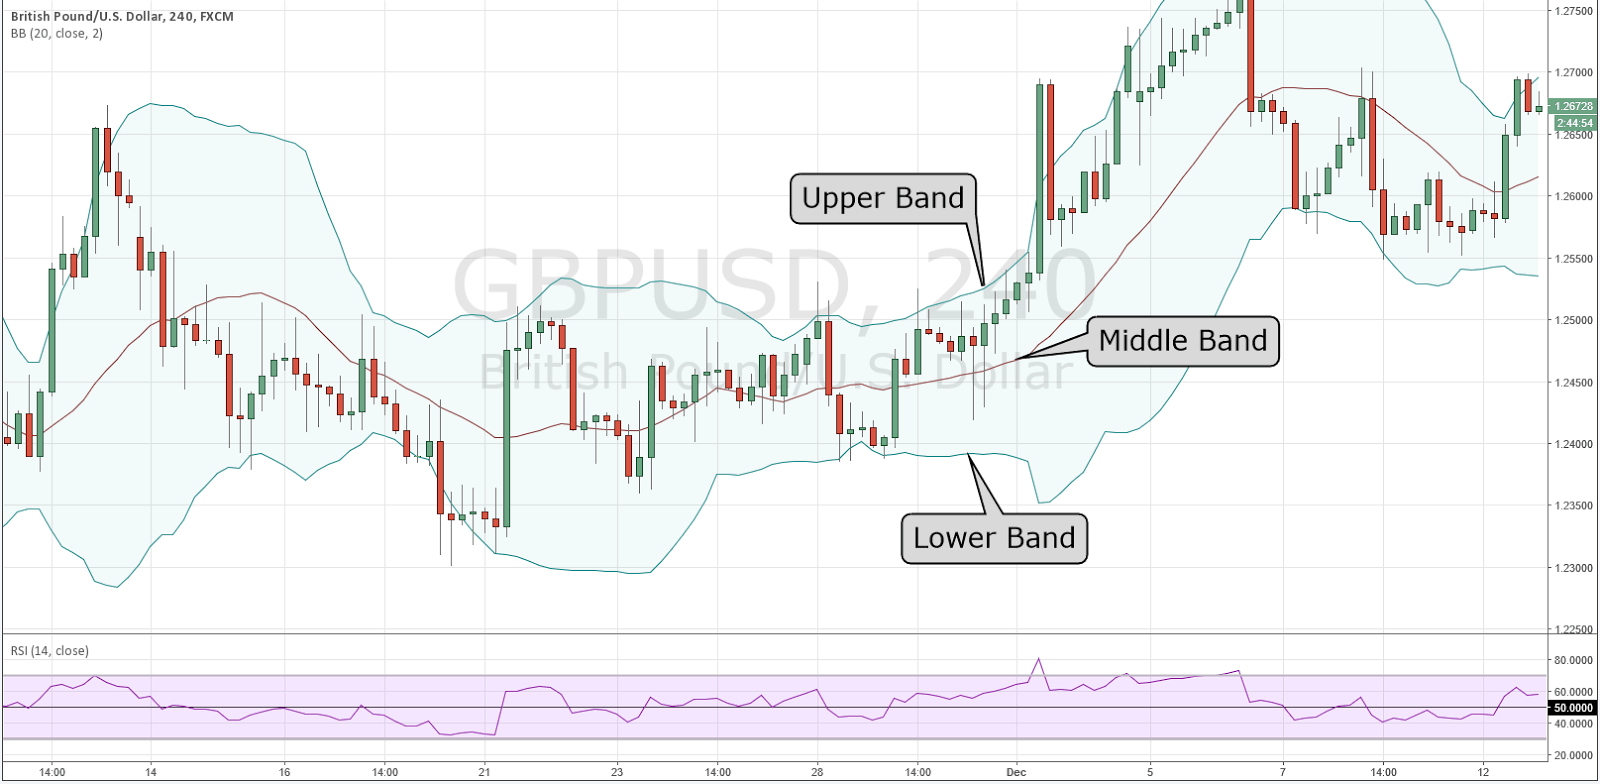 British Pound/U.S. Dollar, 240, FXCM
BB (20, close, 2)
GBPUSD, 240
British Pound/U.S. Dollar
Upper Band
Middle Band
Lower Band
1.27500
1.27000
1.26728
2:44:54
1.26500
1.26000
1.25500
1.25000
1.24500
1.24000
1.23500
1.23000
1.22500
RSI (14, close)
80.0000
60.0000
50.0000
40.0000
20.0000
14:00 14 16 14:00 21 23 14:00 28 14:00 Dec 5 7 14:00 12